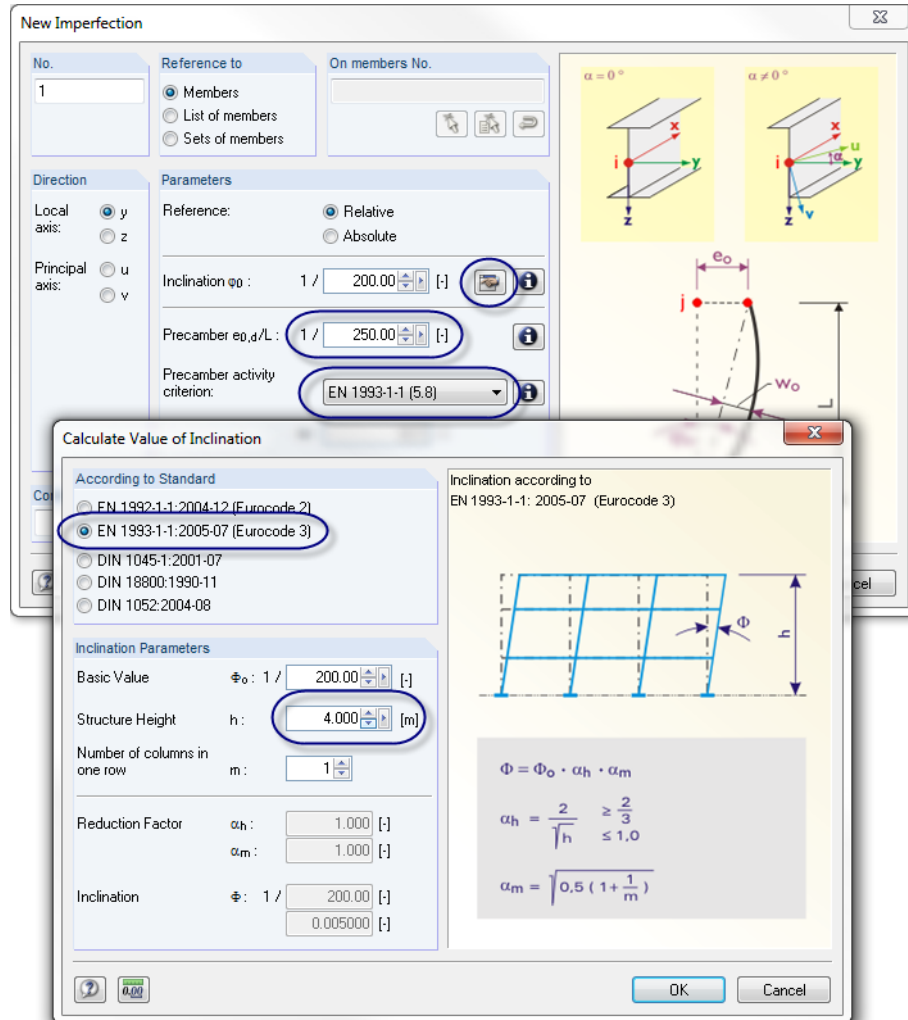 New Imperfection
No.
1
Reference to
Members
List of members
Sets of members
On members No.
Direction
Local axis:
y
z
Principal axis:
u
v
Parameters
Reference:
Relative
Absolute
Inclination φ0 : 1 / 200.00 [-]
Precamber e0,d/L : 1 / 250.00 [-]
Precamber activity
criterion: EN 1993-1-1 (5.8)
α = 0 ° α ≠ 0 °
x x
u
i y i α y
z z v
eo
j
wo
L
Calculate Value of Inclination
According to Standard
EN 1992-1-1:2004-12 (Eurocode 2)
EN 1993-1-1:2005-07 (Eurocode 3)
DIN 1045-1:2001-07
DIN 18800:1990-11
DIN 1052:2004-08
Inclination Parameters
Basic Value Φo : 1 / 200.00 [-]
Structure Height h : 4.000 [m]
Number of columns in
one row m : 1
Reduction Factor αh : 1.000 [-]
αm : 1.000 [-]
Inclination Φ : 1 / 200.00 [-]
0.005000 [-]
Inclination according to
EN 1993-1-1: 2005-07 (Eurocode 3)
Φ
h
Φ = Φo · αh · αm
αh = 2 / √h ≥ 2/3 ≤ 1,0
αm = √0,5 ( 1 + 1/m )
0.00
OK Cancel